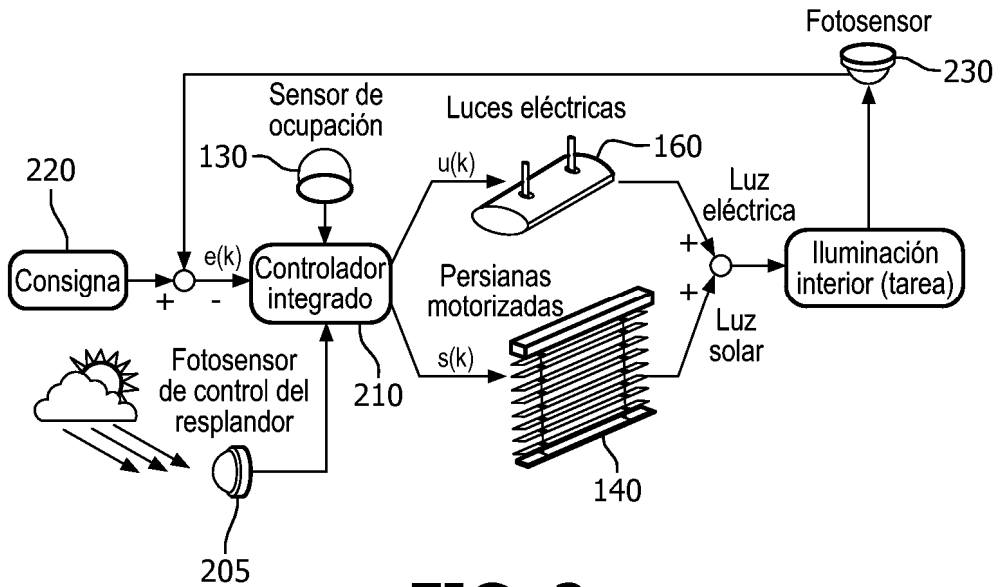 Fotosensor
230
Sensor de
ocupación
130
Luces eléctricas
160
220
u(k)
Luz
eléctrica
Consigna
+
-
e(k)
Controlador
integrado
210
Persianas
motorizadas
+
+
Iluminación
interior (tarea)
Luz
solar
s(k)
Fotosensor
de control del
resplandor
140
205